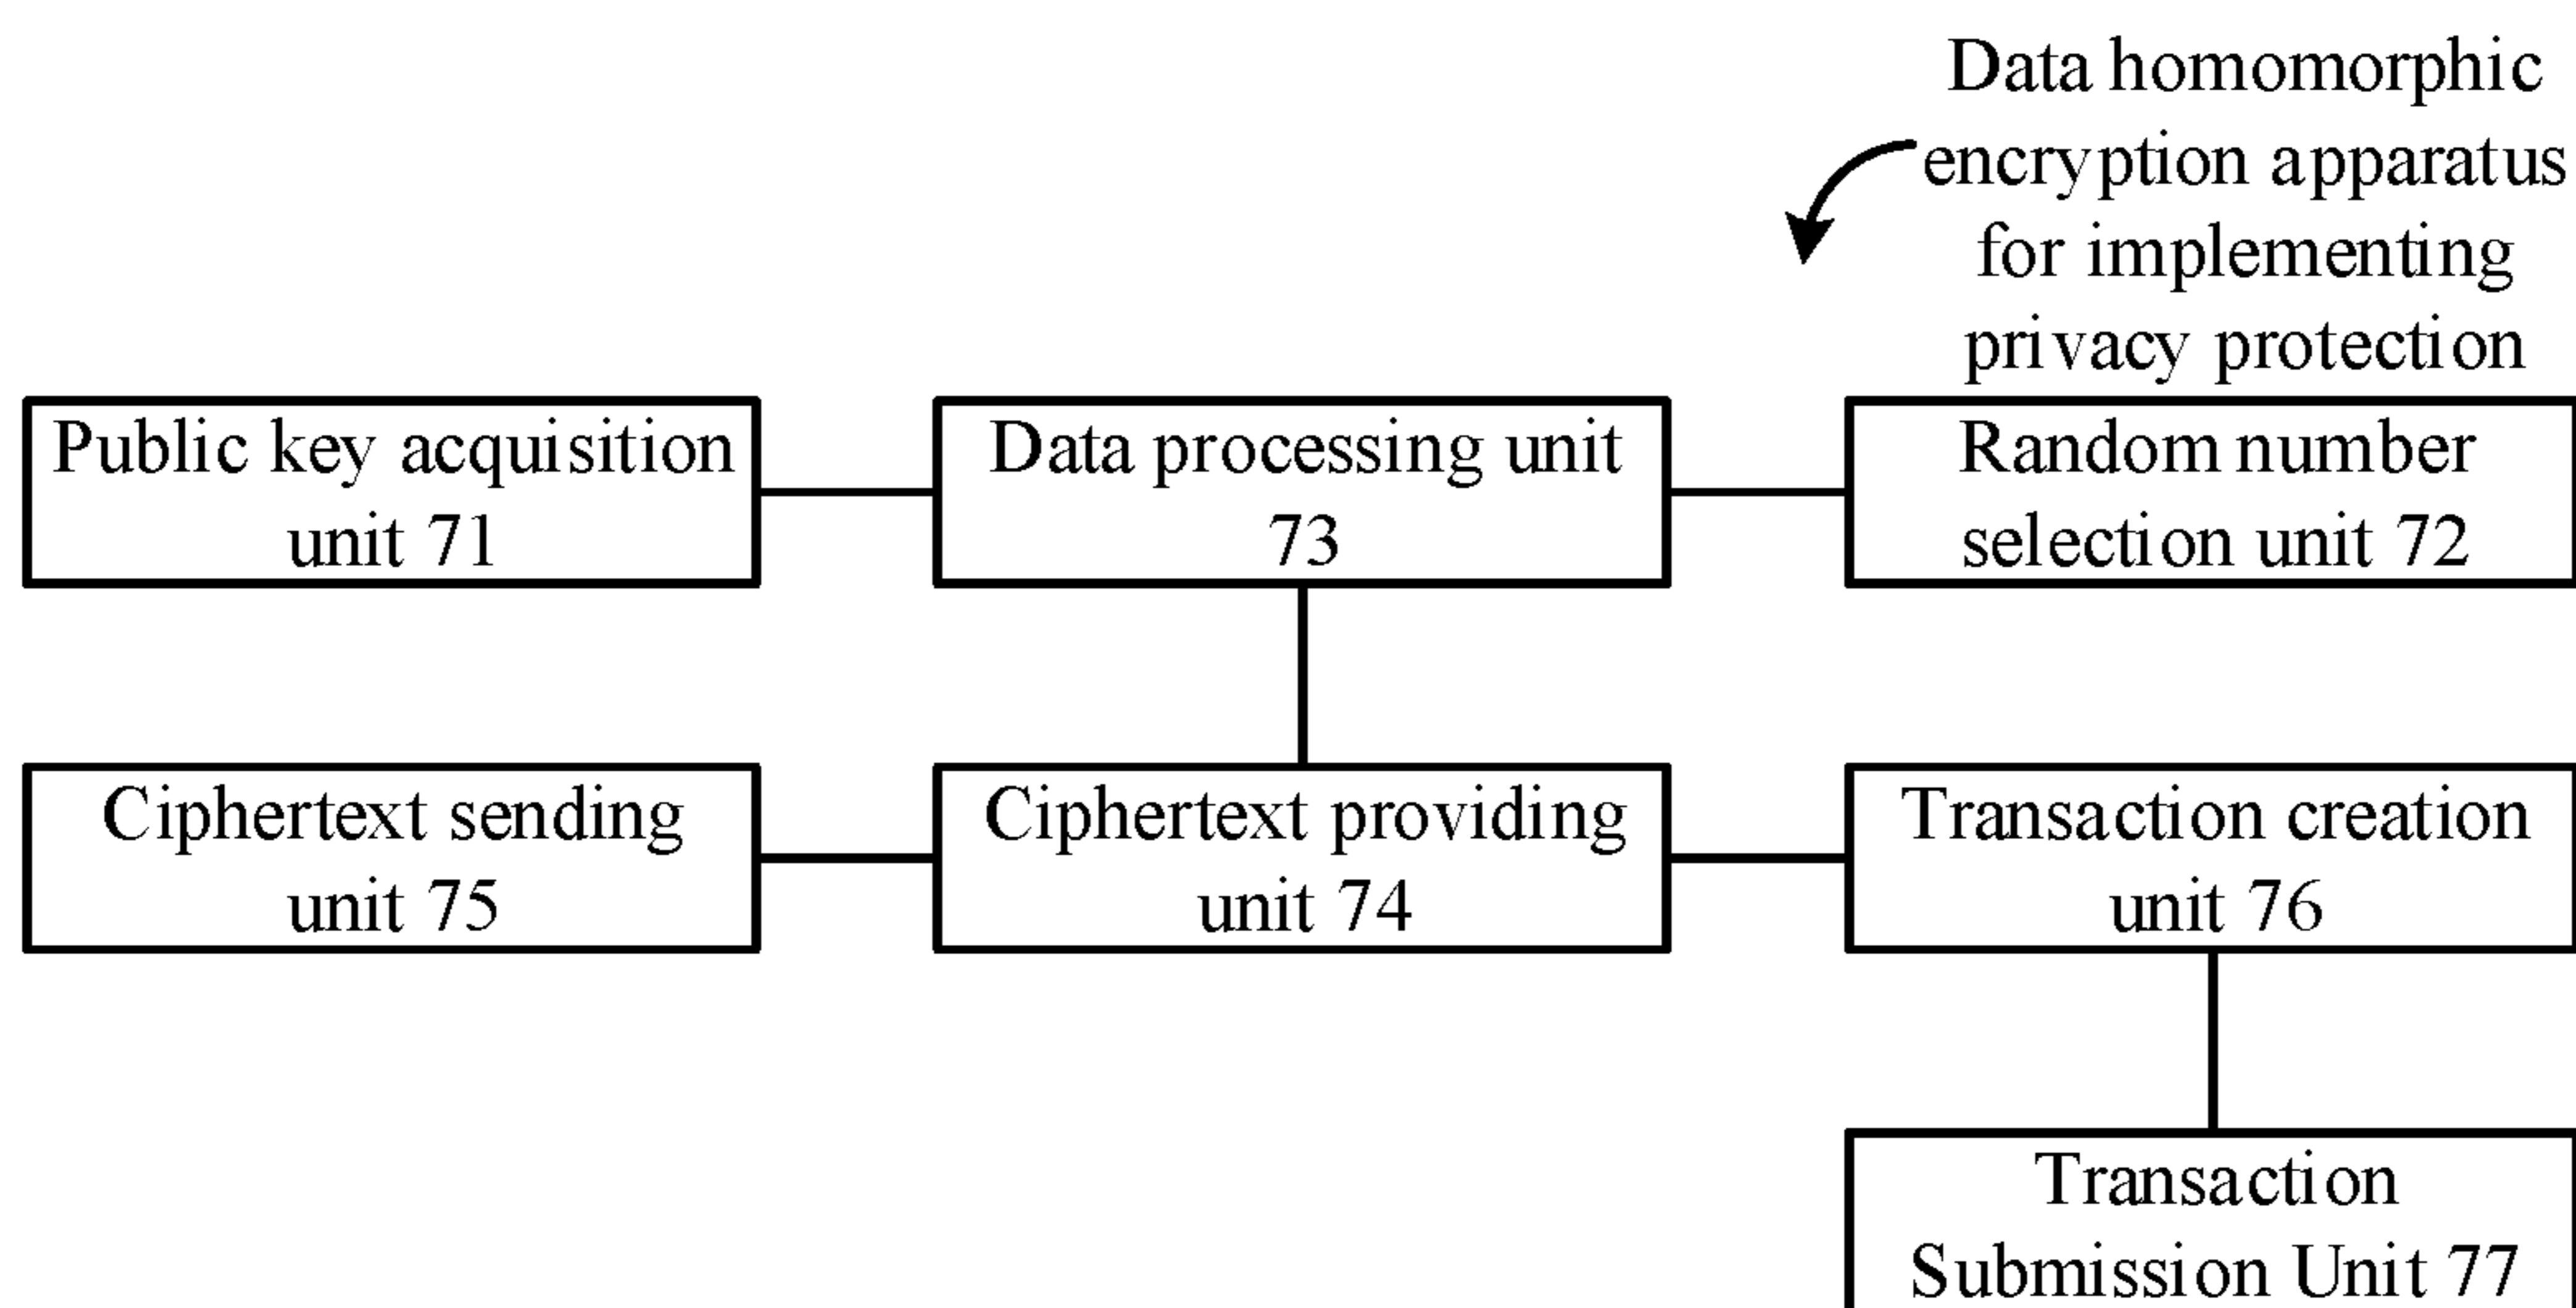 Data homomorphic
encryption apparatus
for implementing
privacy protection
Public key acquisition
unit 71
Data processing unit
73
Random number
selection unit 72
Ciphertext sending
unit 75
Ciphertext providing
unit 74
Transaction creation
unit 76
Transaction
Submission Unit 77